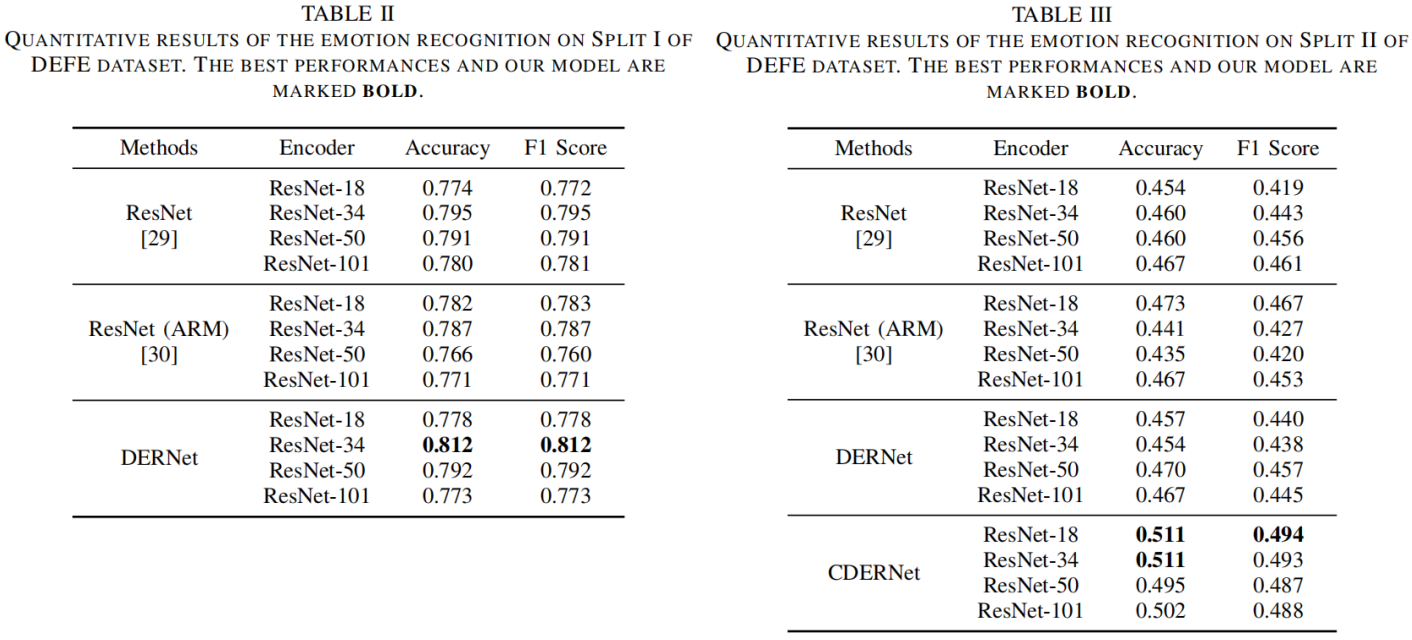 TABLE II
QUANTITATIVE RESULTS OF THE EMOTION RECOGNITION ON SPLIT I OF
DEFE DATASET. THE BEST PERFORMANCES AND OUR MODEL ARE
MARKED BOLD.
Methods Encoder Accuracy F1 Score
ResNet-18 0.774 0.772
ResNet ResNet-34 0.795 0.795
[29] ResNet-50 0.791 0.791
ResNet-101 0.780 0.781
ResNet-18 0.782 0.783
ResNet (ARM) ResNet-34 0.787 0.787
[30] ResNet-50 0.766 0.760
ResNet-101 0.771 0.771
ResNet-18 0.778 0.778
ResNet-34 0.812 0.812
DERNet
ResNet-50 0.792 0.792
ResNet-101 0.773 0.773
TABLE III
QUANTITATIVE RESULTS OF THE EMOTION RECOGNITION ON SPLIT II OF
DEFE DATASET. THE BEST PERFORMANCES AND OUR MODEL ARE
MARKED BOLD.
Methods Encoder Accuracy F1 Score
ResNet-18 0.454 0.419
ResNet ResNet-34 0.460 0.443
[29] ResNet-50 0.460 0.456
ResNet-101 0.467 0.461
ResNet-18 0.473 0.467
ResNet (ARM) ResNet-34 0.441 0.427
[30] ResNet-50 0.435 0.420
ResNet-101 0.467 0.453
ResNet-18 0.457 0.440
ResNet-34 0.454 0.438
DERNet
ResNet-50 0.470 0.457
ResNet-101 0.467 0.445
ResNet-18 0.511 0.494
ResNet-34 0.511 0.493
CDERNet
ResNet-50 0.495 0.487
ResNet-101 0.502 0.488